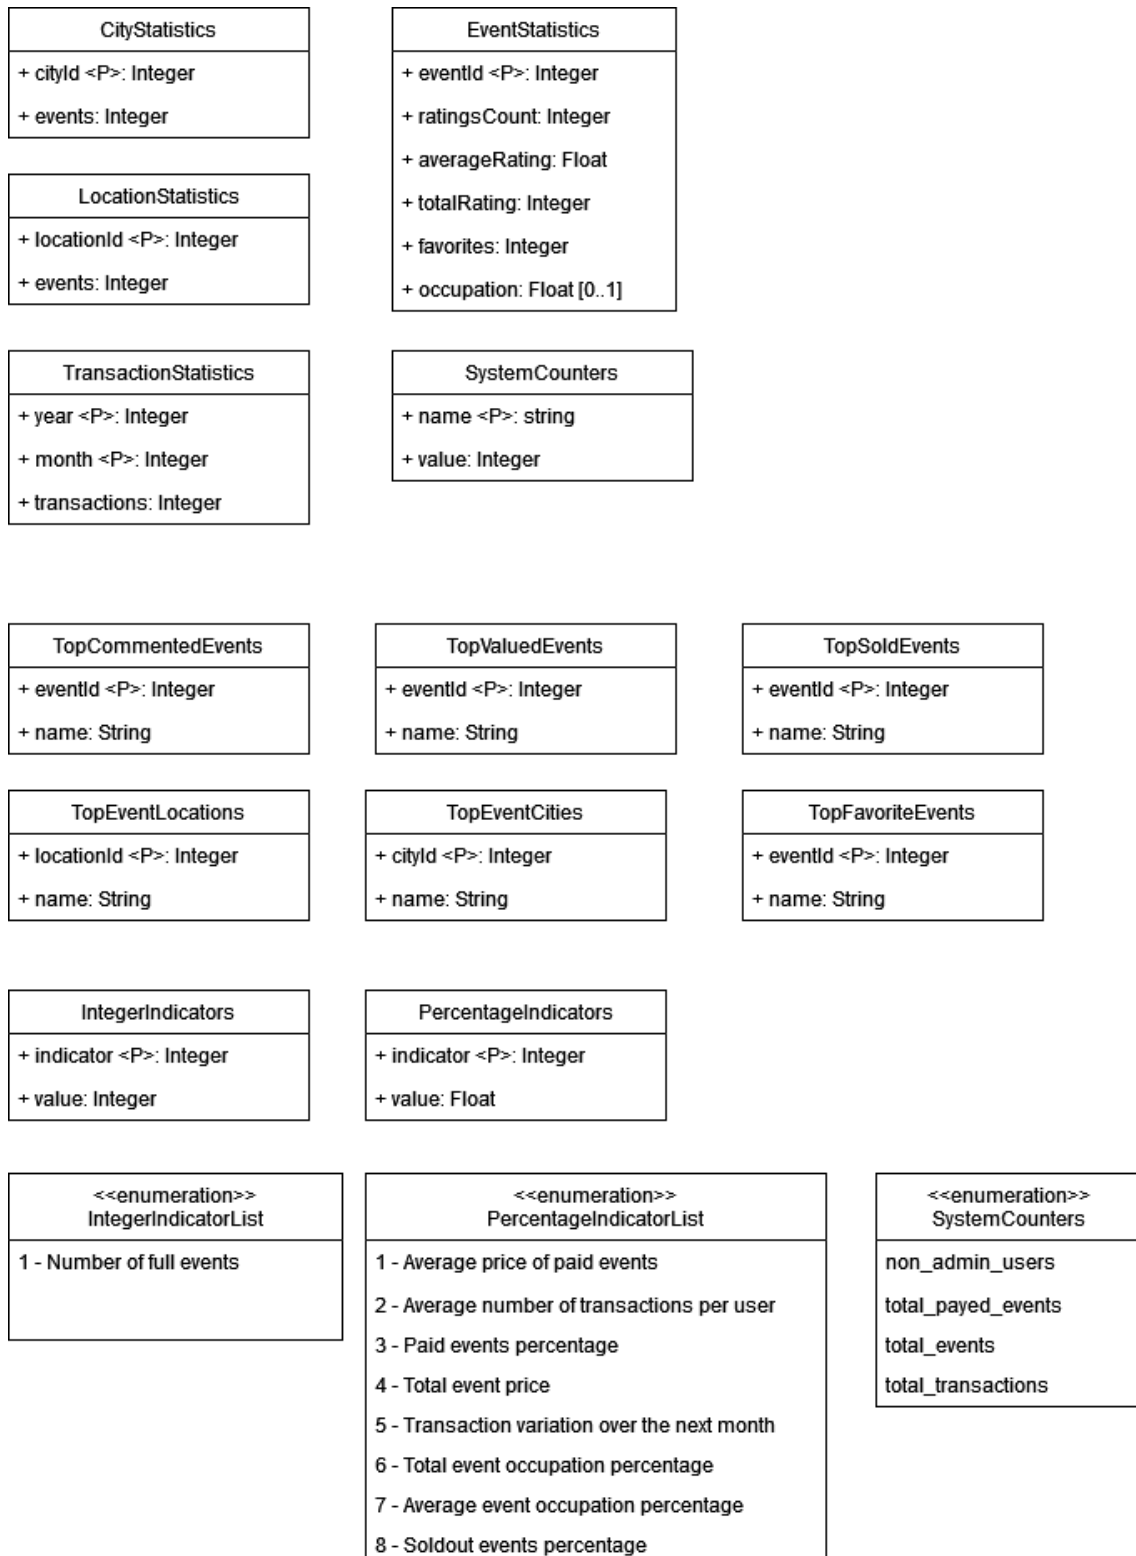 CityStatistics
+ cityId <P>: Integer
+ events: Integer
EventStatistics
+ eventId <P>: Integer
+ ratingsCount: Integer
+ averageRating: Float
+ totalRating: Integer
+ favorites: Integer
+ occupation: Float [0..1]
LocationStatistics
+ locationId <P>: Integer
+ events: Integer
TransactionStatistics
+ year <P>: Integer
+ month <P>: Integer
+ transactions: Integer
SystemCounters
+ name <P>: string
+ value: Integer
TopCommentedEvents
+ eventId <P>: Integer
+ name: String
TopValuedEvents
+ eventId <P>: Integer
+ name: String
TopSoldEvents
+ eventId <P>: Integer
+ name: String
TopEventLocations
+ locationId <P>: Integer
+ name: String
TopEventCities
+ cityId <P>: Integer
+ name: String
TopFavoriteEvents
+ eventId <P>: Integer
+ name: String
IntegerIndicators
+ indicator <P>: Integer
+ value: Integer
PercentageIndicators
+ indicator <P>: Integer
+ value: Float
<<enumeration>>
IntegerIndicatorList
1 - Number of full events
<<enumeration>>
PercentageIndicatorList
1 - Average price of paid events
2 - Average number of transactions per user
3 - Paid events percentage
4 - Total event price
5 - Transaction variation over the next month
6 - Total event occupation percentage
7 - Average event occupation percentage
8 - Soldout events percentage
<<enumeration>>
SystemCounters
non_admin_users
total_payed_events
total_events
total_transactions